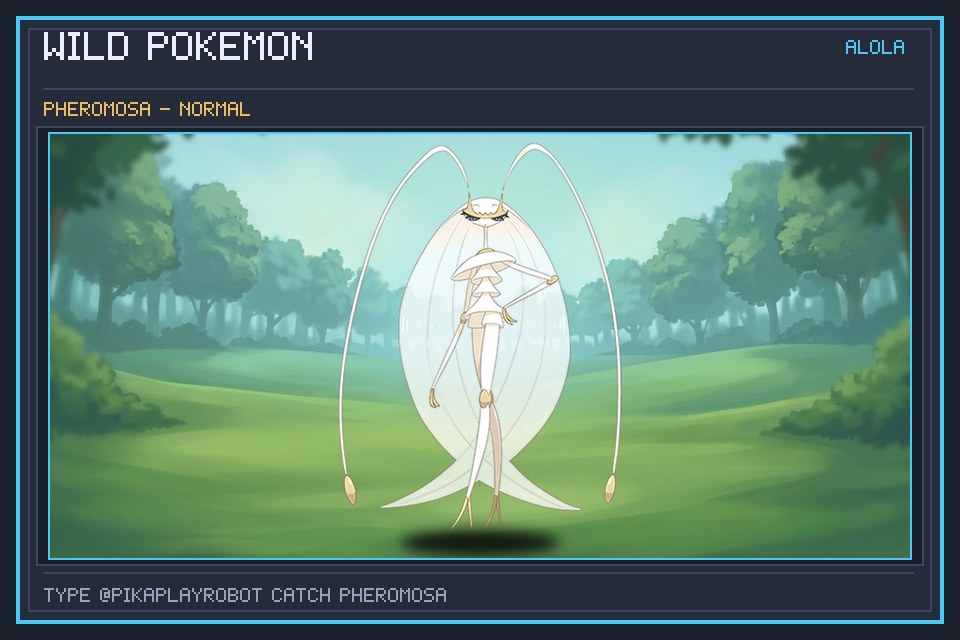 WILD POKEMON
ALOLA
PHEROMOSA - NORMAL
TYPE @PIKAPLAYROBOT CATCH PHEROMOSA